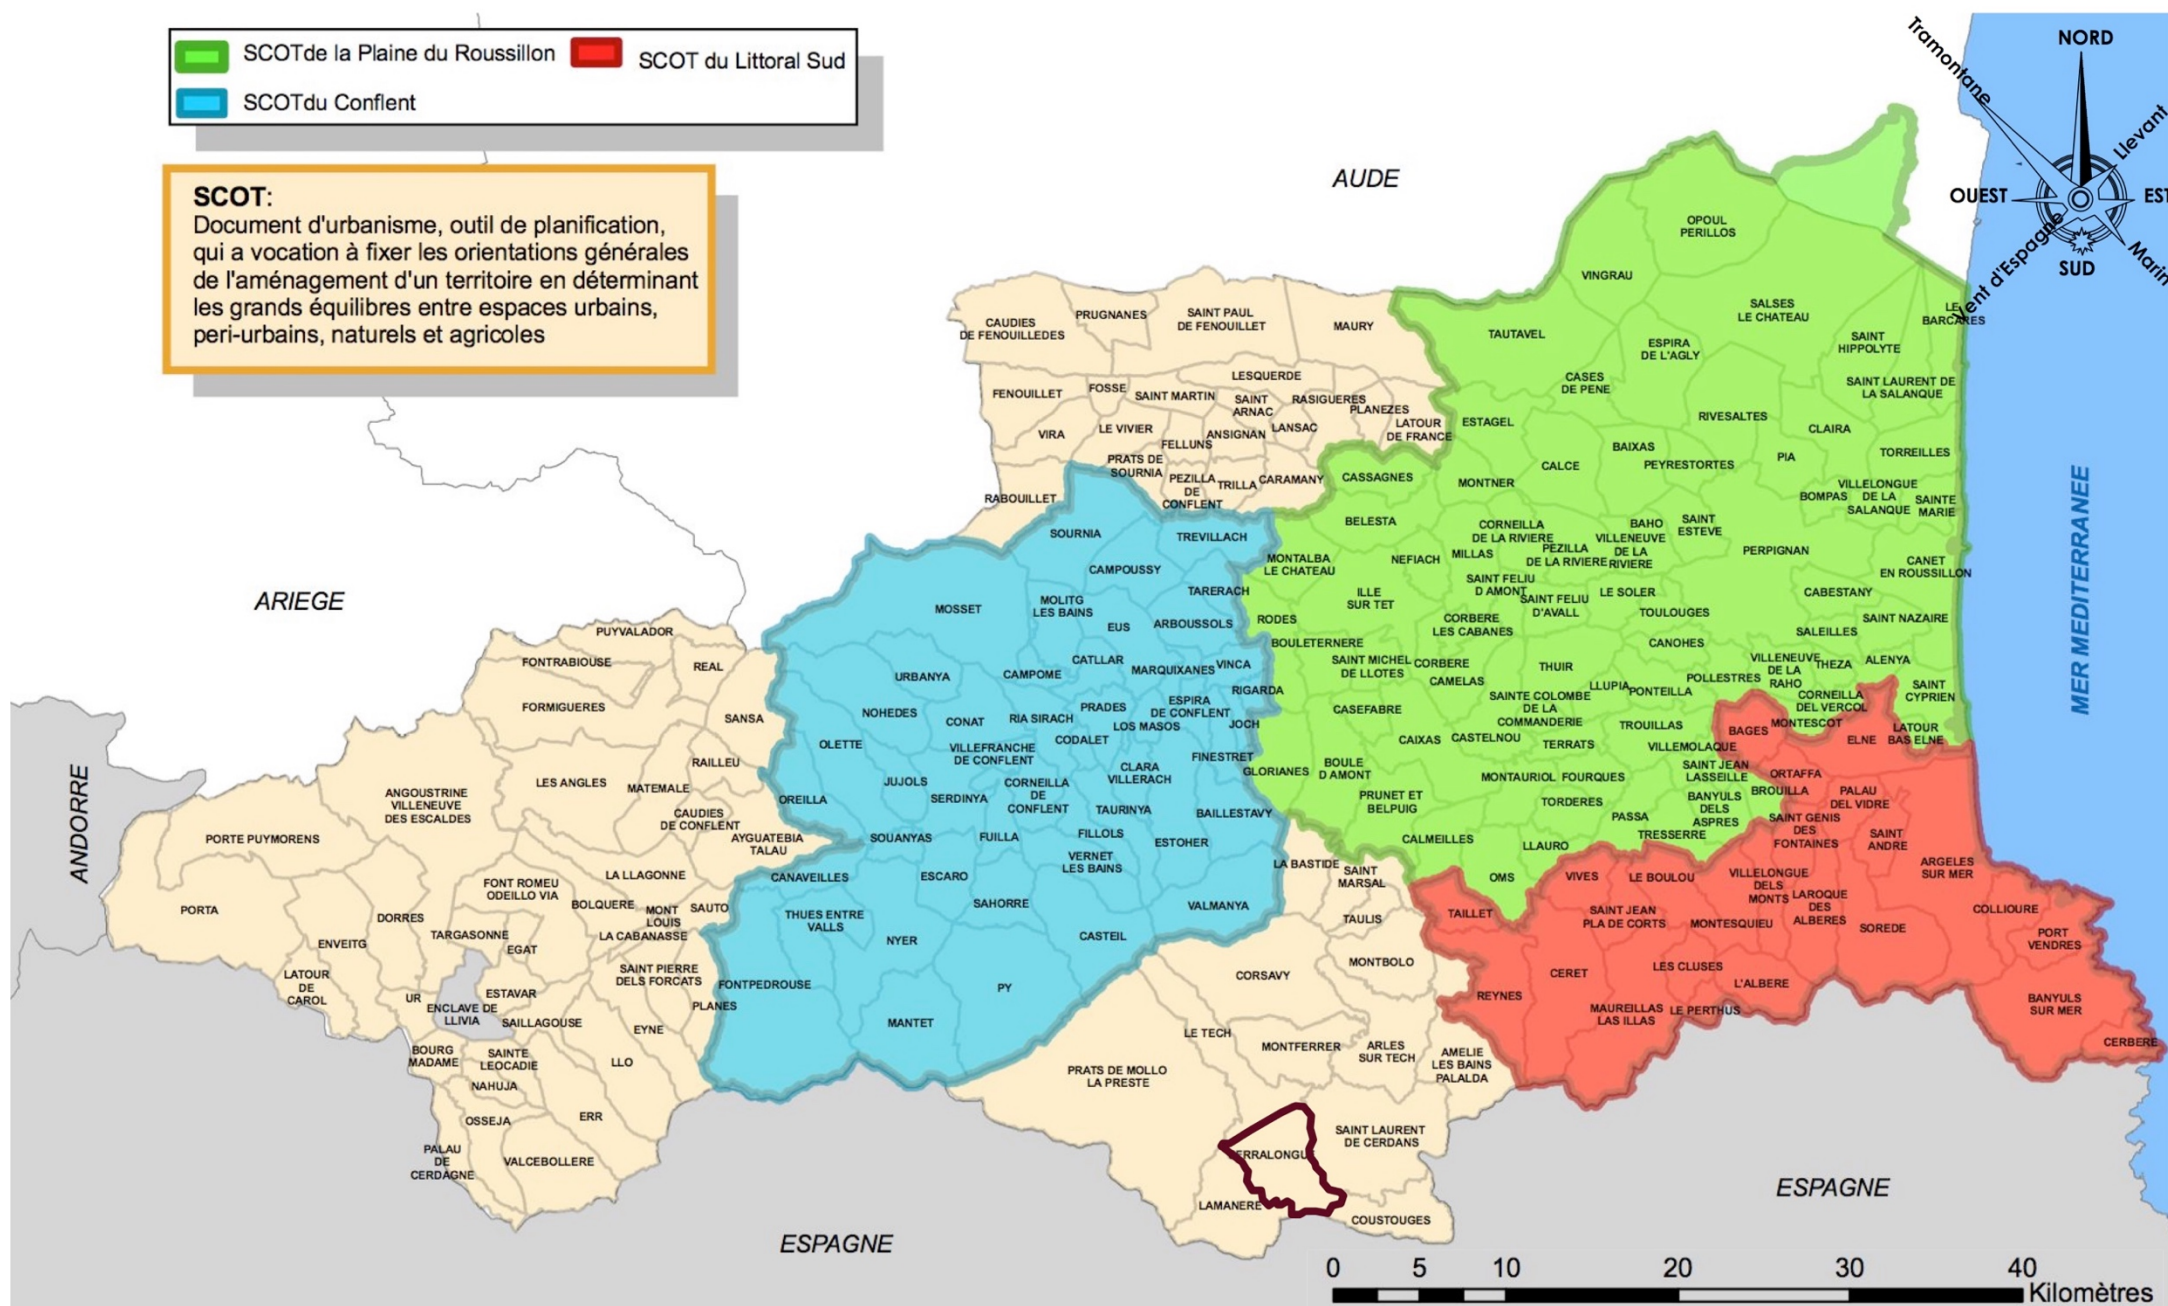 SCOTde la Plaine du Roussillon
SCOT du Littoral Sud
SCOTdu Conflent
SCOT:
Document d'urbanisme, outil de planification,
qui a vocation à fixer les orientations générales
de l'aménagement d'un territoire en déterminant
les grands équilibres entre espaces urbains,
peri-urbains, naturels et agricoles
NORD
Tramontane
Llevant
OUEST
EST
Vent d'Espagne
Marin
SUD
AUDE
ARIEGE
ANDORRE
ESPAGNE
ESPAGNE
MER MEDITERRANEE
OPOUL
PERILLOS
VINGRAU
SALSES
LE CHATEAU
LE
BARCARES
TAUTAVEL
ESPIRA
DE L'AGLY
SAINT
HIPPOLYTE
CASES
DE PENE
SAINT LAURENT DE
LA SALANQUE
RIVESALTES
CLAIRA
ESTAGEL
BAIXAS
CALCE
PEYRESTORTES
PIA
TORREILLES
MONTNER
BOMPAS
VILLELONGUE
DE LA
SALANQUE
SAINTE
MARIE
CASSAGNES
BELESTA
CORNEILLA
DE LA RIVIERE
BAHO
SAINT
ESTEVE
VILLENEUVE
DE LA
RIVIERE
PEZILLA
DE LA RIVIERE
MILLAS
NEFIACH
PERPIGNAN
CANET
EN ROUSSILLON
MONTALBA
LE CHATEAU
ILLE
SUR TET
SAINT FELIU
D AMONT
SAINT FELIU
D'AVALL
LE SOLER
TOULOUGES
CABESTANY
SAINT NAZAIRE
RODES
BOULETERNERE
CORBERE
LES CABANES
CANOHES
SALEILLES
SAINT MICHEL
DE LLOTES
CORBERE
CAMELAS
THUIR
LLUPIA
PONTEILLA
POLLESTRES
VILLENEUVE
DE LA
RAHO
THEZA
ALENYA
CORNEILLA
DEL VERCOL
SAINT
CYPRIEN
CASEFABRE
SAINTE COLOMBE
DE LA
COMMANDERIE
TROUILLAS
MONTESCOT
LATOUR
BAS ELNE
CAIXAS
CASTELNOU
TERRATS
VILLEMOLAQUE
SAINT JEAN
LASSEILLE
GLORIANES
BOULE
D AMONT
MONTAURIOL
FOURQUES
BROUILLA
PRUNET ET
BELPUIG
TORDERES
PASSA
BANYULS
DELS
ASPRES
TRESSERRE
CALMEILLES
LLAURO
OMS
BAGES
ELNE
ORTAFFA
PALAU
DEL VIDRE
SAINT GENIS
DES
FONTAINES
SAINT
ANDRE
ARGELES
SUR MER
VIVES
LE BOULOU
VILLELONGUE
DELS
MONTS
LAROQUE
DES
ALBERES
SOREDE
COLLIOURE
PORT
VENDRES
TAILLET
SAINT JEAN
PLA DE CORTS
MONTESQUIEU
CERET
LES CLUSES
L'ALBERE
REYNES
MAUREILLAS
LAS ILLAS
LE PERTHUS
BANYULS
SUR MER
CERBERE
CAUDIES
DE FENOUILLEDES
PRUGNANES
SAINT PAUL
DE FENOUILLET
MAURY
FENOUILLET
FOSSE
SAINT MARTIN
LESQUERDE
SAINT
ARNAC
RASIGUERES
PLANEZES
LATOUR
DE FRANCE
VIRA
LE VIVIER
FELLUNS
ANSIGNAN
LANSAC
PRATS DE
SOURNIA
PEZILLA
DE
CONFLENT
TRILLA
CARAMANY
RABOUILLET
SOURNIA
TREVILLACH
CAMPOUSSY
TARERACH
MOSSET
MOLITG
LES BAINS
EUS
ARBOUSSOLS
URBANYA
CAMPOME
CATLLAR
MARQUIXANES
VINCA
RIGARDA
NOHEDES
CONAT
RIA SIRACH
PRADES
ESPIRA
DE CONFLENT
LOS MASOS
JOCH
OLETTE
VILLEFRANCHE
DE CONFLENT
CODALET
CLARA
VILLERACH
FINESTRET
JUJOLS
SERDINYA
CORNEILLA
DE
CONFLENT
TAURINYA
BAILLESTAVY
OREILLA
SOUANYAS
FUILLA
FILLOLS
ESTOHER
VERNET
LES BAINS
CANAVEILLES
ESCARO
SAHORRE
VALMANYA
THUES ENTRE
VALLS
NYER
CASTEIL
FONTPEDROUSE
PY
MANTET
PUYVALADOR
FONTRABIOUSE
REAL
FORMIGUERES
SANSA
RAILLEU
LES ANGLES
MATEMALE
CAUDIES
DE CONFLENT
AYGUATEBIA
TALAU
ANGOUSTRINE
VILLENEUVE
DES ESCALDES
PORTE PUYMORENS
LA LLAGONNE
FONT ROMEU
ODEILLO VIA
BOLQUERE
MONT
LOUIS
SAUTO
LA CABANASSE
PORTA
DORRES
TARGASONNE
EGAT
ENVEITG
LATOUR
DE
CAROL
UR
ENCLAVE DE
LLIVIA
ESTAVAR
SAILLAGOUSE
SAINT PIERRE
DELS FORCATS
PLANES
EYNE
BOURG
MADAME
SAINTE
LEOCADIE
LLO
NAHUJA
OSSEJA
ERR
PALAU
DE
CERDAGNE
VALCEBOLLERE
LA BASTIDE
SAINT
MARSAL
TAULIS
CORSAVY
MONTBOLO
LE TECH
MONTFERRER
ARLES
SUR TECH
AMELIE
LES BAINS
PALALDA
PRATS DE MOLLO
LA PRESTE
SAINT LAURENT
DE CERDANS
SERRALONGUE
LAMANERE
COUSTOUGES
0 5 10 20 30 40
Kilomètres